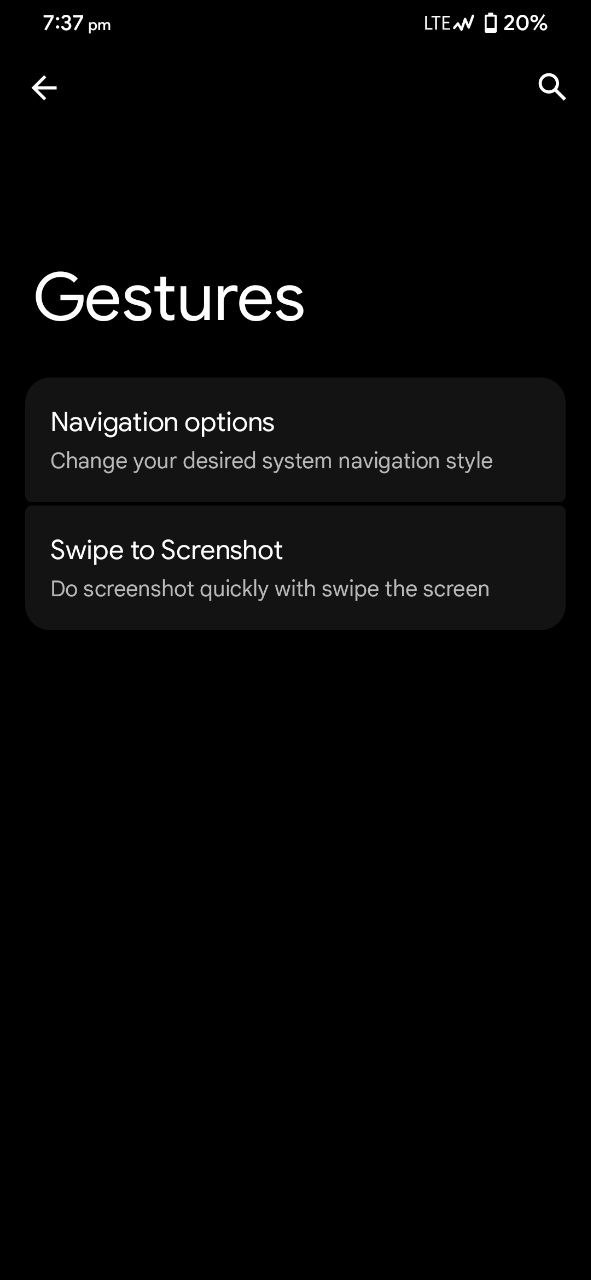 7:37 pm LTE 20%
Gestures
Navigation options
Change your desired system navigation style
Swipe to Screnshot
Do screenshot quickly with swipe the screen